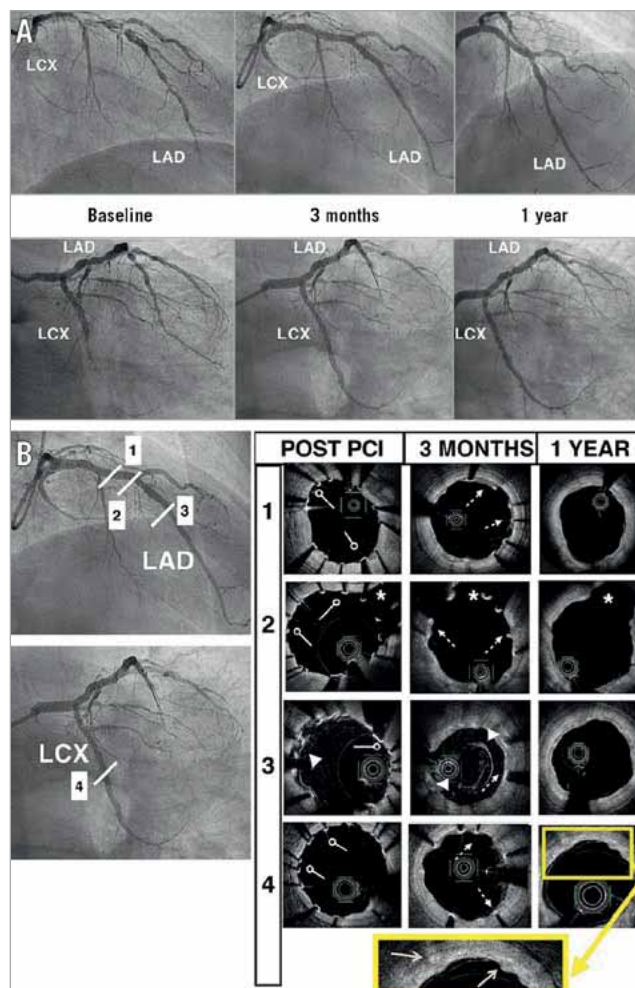 A
LCX
LAD
LCX
LAD
LAD
Baseline
3 months
1 year
LAD
LCX
LAD
LCX
LAD
LCX
B
1
2
3
LAD
LCX
4
POST PCI
3 MONTHS
1 YEAR
1
2
*
*
*
3
4